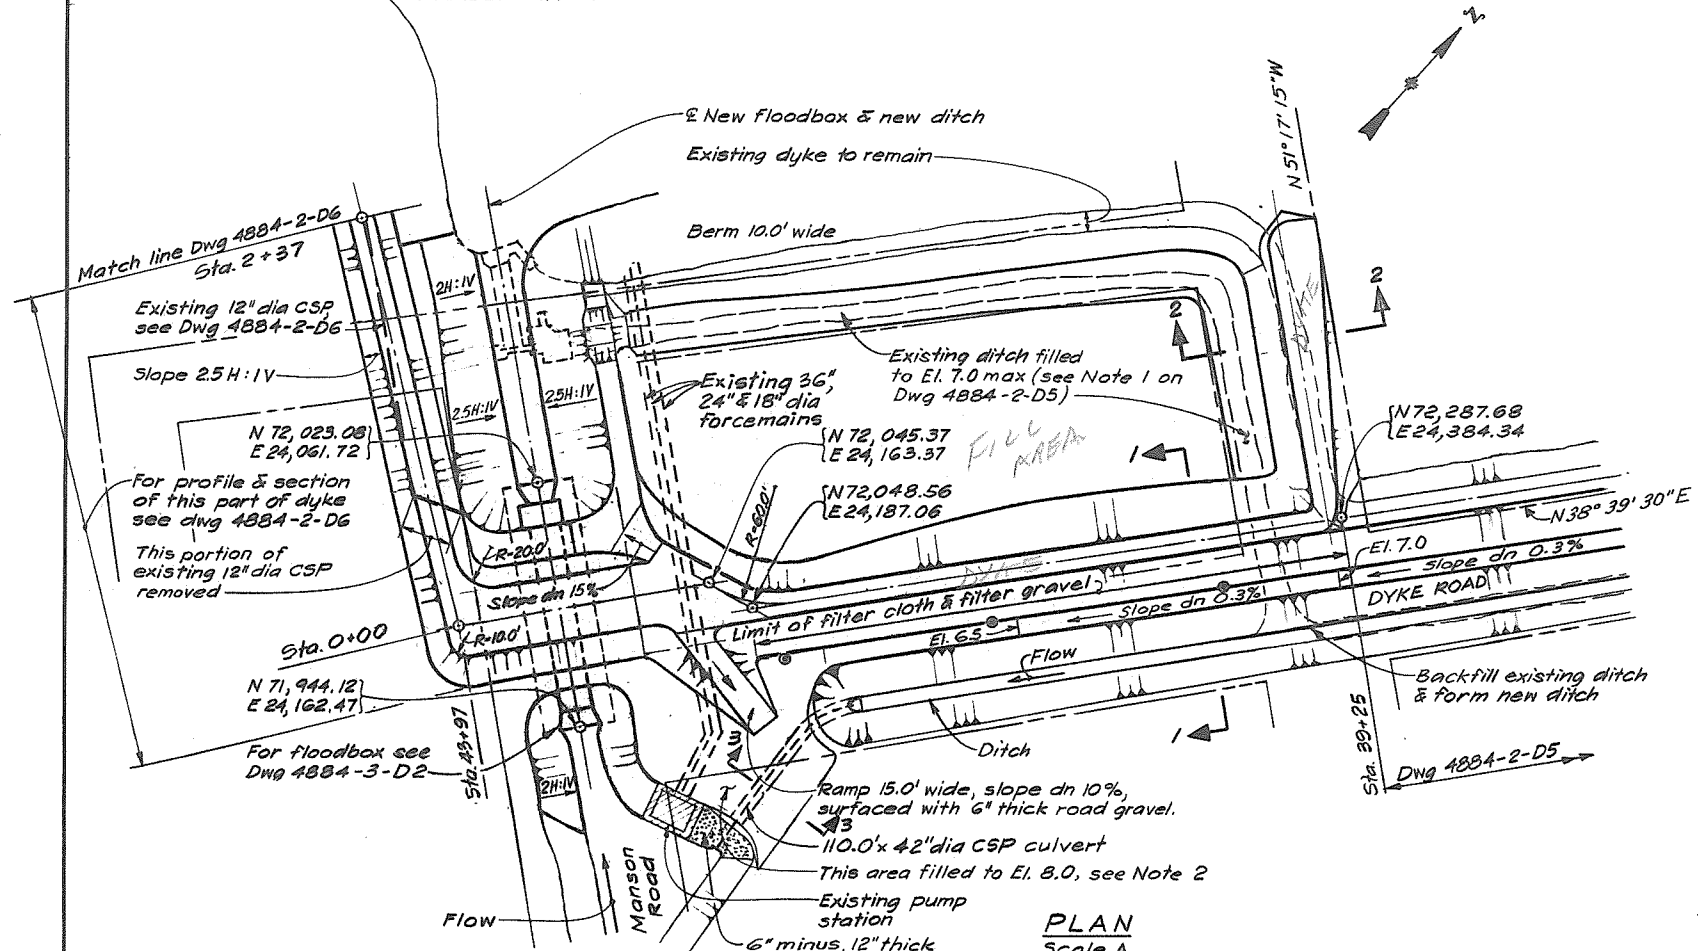 Z
N 51° 17' 15" W
℄ New floodbox & new ditch
Existing dyke to remain
Berm 10.0' wide
Match line Dwg 4884-2-D6
Sta. 2+37
2H:1V
Existing 12" dia CSP,
see Dwg 4884-2-D6
Slope 2.5H:1V
2.5H:1V
2.5H:1V
Existing 36",
24" & 18" dia
forcemains
Existing ditch filled
to El. 7.0 max (see Note 1 on
Dwg 4884-2-D5)
2
2
DYKE
N 72,023.08
E 24,061.72
N 72,045.37
E 24,163.37
FILL
AREA
N 72,287.68
E 24,384.34
1
N 72,048.56
E 24,187.06
R=60.0'
For profile & section
of this part of dyke
see dwg 4884-2-D6
This portion of
existing 12" dia CSP
removed
R=20.0'
Slope dn 15%
N 38° 39' 30" E
El. 7.0
Slope dn 0.3%
DYKE
Limit of filter cloth & filter gravel
Slope dn 0.3%
DYKE ROAD
Sta. 0+00
R=10.0'
El. 6.5
Flow
N 71,944.12
E 24,162.47
Backfill existing ditch
& form new ditch
Sta. 43+97
For floodbox see
Dwg 4884-3-D2
2H:1V
Ditch
1
Sta. 39+25
Dwg 4884-2-D5
3
Ramp 15.0' wide, slope dn 10%,
surfaced with 6" thick road gravel.
3
110.0' x 42" dia CSP culvert
This area filled to El. 8.0, see Note 2
Manson
Road
Flow
Existing pump
station
6" minus, 12" thick
PLAN
Scale A